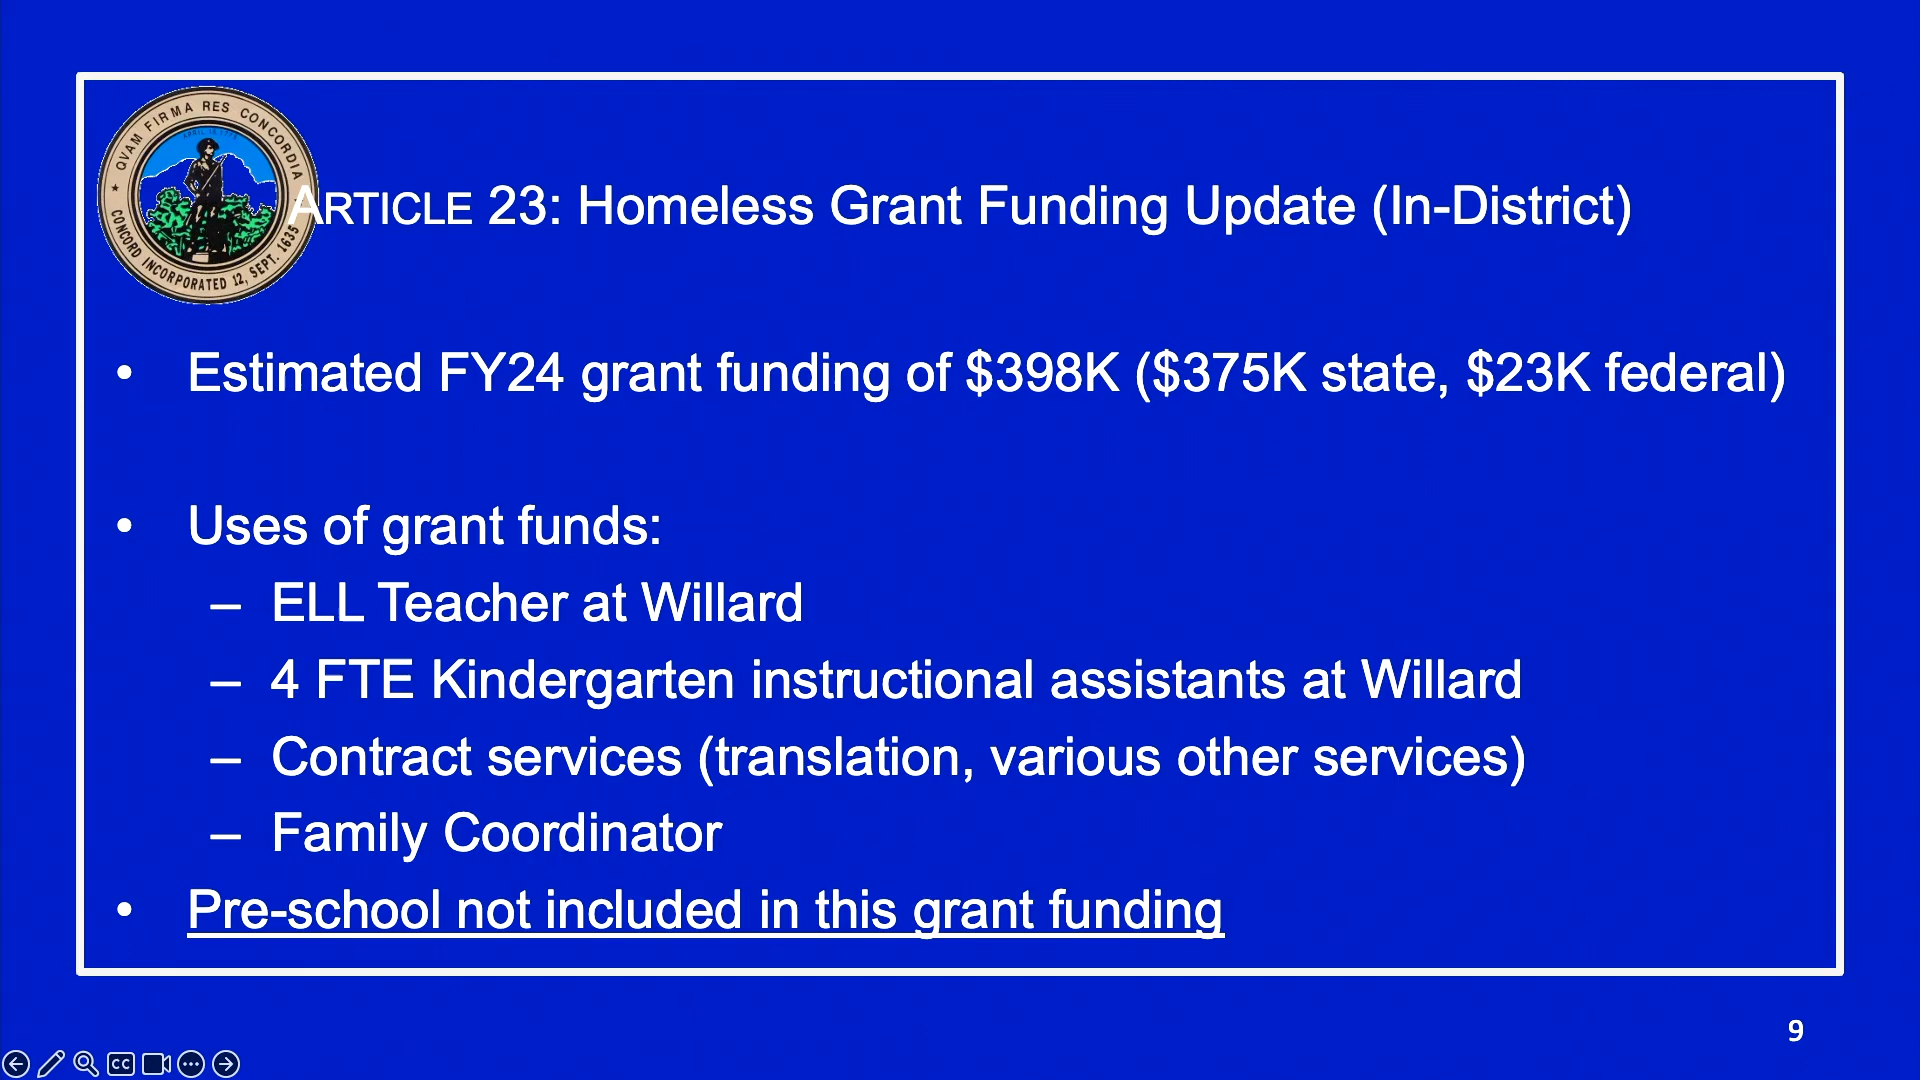 QVAM FIRMA RES CONCORDIA
CONCORD INCORPORATED 12, SEPT. 1635
ARTICLE 23: Homeless Grant Funding Update (In-District)
• Estimated FY24 grant funding of $398K ($375K state, $23K federal)
• Uses of grant funds:
– ELL Teacher at Willard
– 4 FTE Kindergarten instructional assistants at Willard
– Contract services (translation, various other services)
– Family Coordinator
• Pre-school not included in this grant funding
9
CC